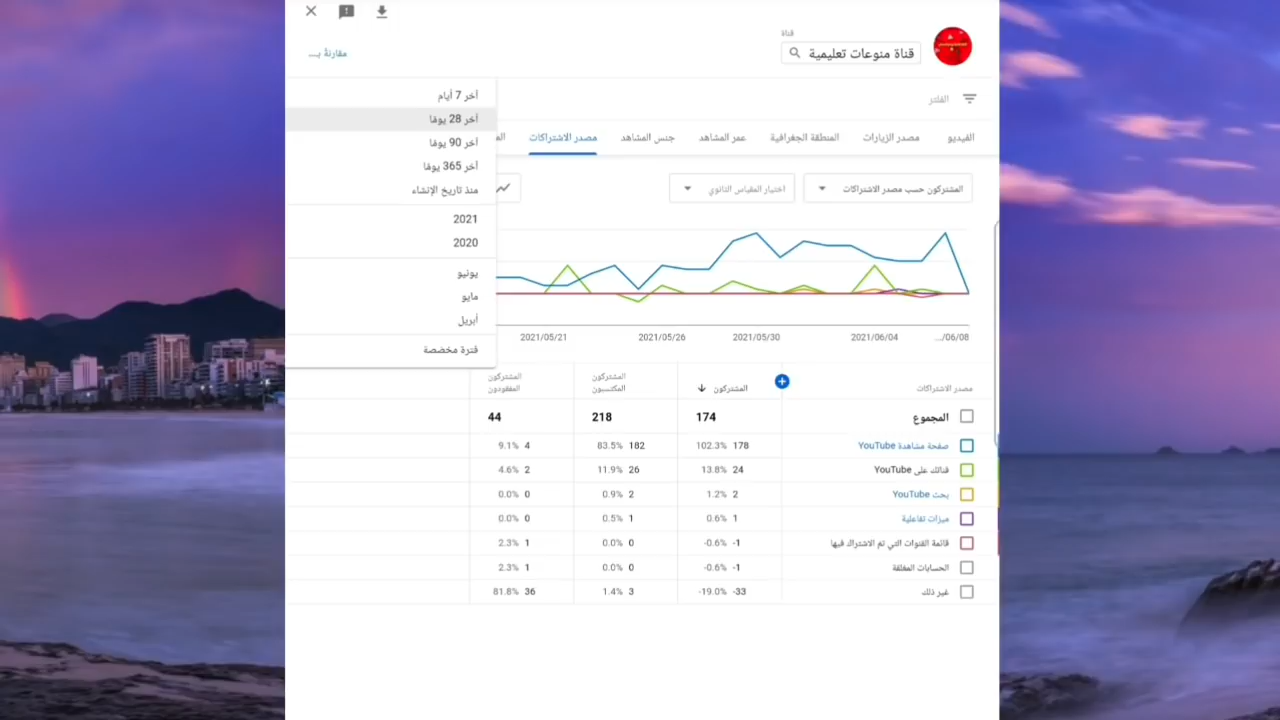 قناة
قناة منوعات تعليمية
مقارنةً بـ...
الفلتر
الفيديو
مصدر الزيارات
المنطقة الجغرافية
عمر المشاهد
جنس المشاهد
مصدر الاشتراكات
آخر 7 أيام
آخر 28 يومًا
آخر 90 يومًا
آخر 365 يومًا
منذ تاريخ الإنشاء
2021
2020
يونيو
مايو
أبريل
فترة مخصصة
المشتركون حسب مصدر الاشتراكات
اختيار المقياس الثانوي
2021/05/21 2021/05/26 2021/05/30 2021/06/04 2021/06/08...
مصدر الاشتراكات المشتركون المشتركون المكتسبون المشتركون المفقودون
المجموع 174 218 44
صفحة مشاهدة YouTube 178 102.3% 182 83.5% 4 9.1%
قناتك على YouTube 24 13.8% 26 11.9% 2 4.6%
بحث YouTube 2 1.2% 2 0.9% 0 0.0%
ميزات تفاعلية 1 0.6% 1 0.5% 0 0.0%
قائمة القنوات التي تم الاشتراك فيها -1 -0.6% 0 0.0% 1 2.3%
الحسابات المغلقة -1 -0.6% 0 0.0% 1 2.3%
غير ذلك -33 -19.0% 3 1.4% 36 81.8%